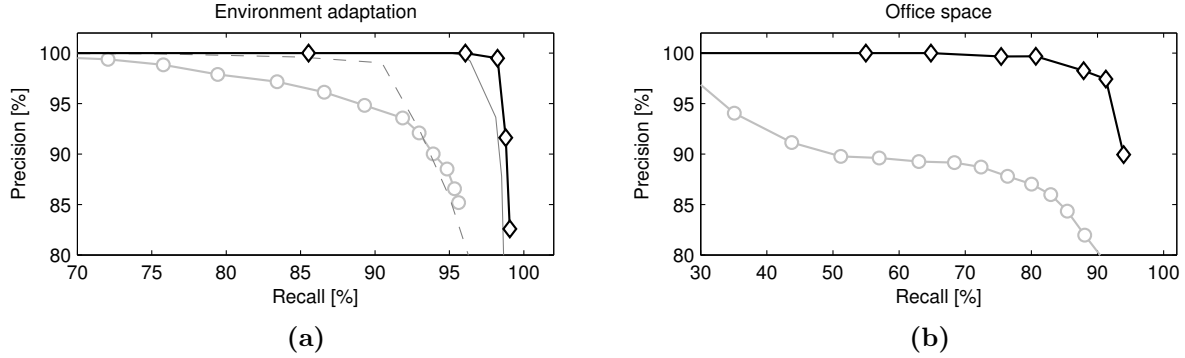 Environment adaptation
Precision [%]
100
95
90
85
80
70 75 80 85 90 95 100
Recall [%]
(a)
Office space
Precision [%]
100
95
90
85
80
30 40 50 60 70 80 90 100
Recall [%]
(b)